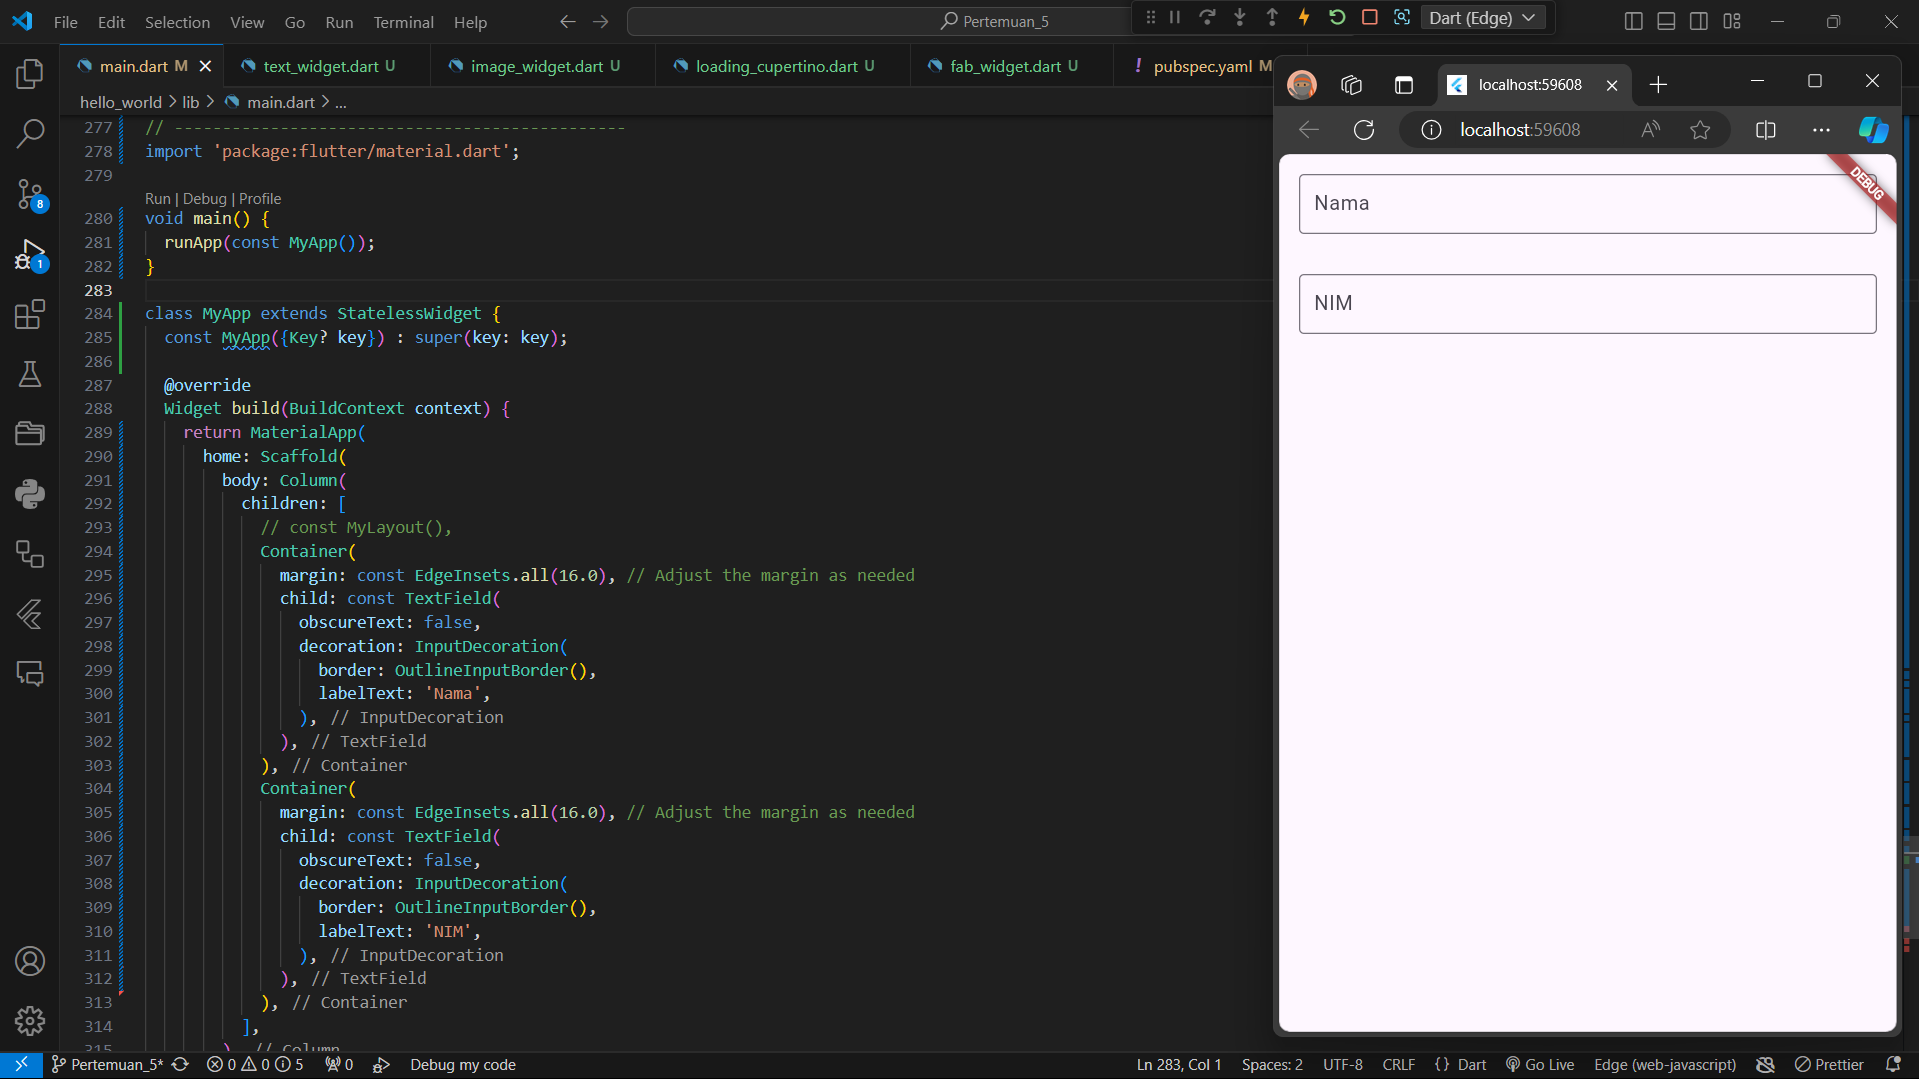 File Edit Selection View Go Run Terminal Help
Pertemuan_5
Dart (Edge)
main.dart M
text_widget.dart U
image_widget.dart U
loading_cupertino.dart U
fab_widget.dart U
! pubspec.yaml M
hello_world > lib > main.dart > ...
277 // -----------------------------------------------
278 import 'package:flutter/material.dart';
279
Run | Debug | Profile
280 void main() {
281 runApp(const MyApp());
282 }
283
284 class MyApp extends StatelessWidget {
285 const MyApp({Key? key}) : super(key: key);
286
287 @override
288 Widget build(BuildContext context) {
289 return MaterialApp(
290 home: Scaffold(
291 body: Column(
292 children: [
293 // const MyLayout(),
294 Container(
295 margin: const EdgeInsets.all(16.0), // Adjust the margin as needed
296 child: const TextField(
297 obscureText: false,
298 decoration: InputDecoration(
299 border: OutlineInputBorder(),
300 labelText: 'Nama',
301 ), // InputDecoration
302 ), // TextField
303 ), // Container
304 Container(
305 margin: const EdgeInsets.all(16.0), // Adjust the margin as needed
306 child: const TextField(
307 obscureText: false,
308 decoration: InputDecoration(
309 border: OutlineInputBorder(),
310 labelText: 'NIM',
311 ), // InputDecoration
312 ), // TextField
313 ), // Container
314 ],
315 ), // Column
8
1
localhost:59608
localhost:59608
DEBUG
Nama
NIM
Pertemuan_5* 0 0 5 0 Debug my code
Ln 283, Col 1 Spaces: 2 UTF-8 CRLF { } Dart Go Live Edge (web-javascript) Prettier